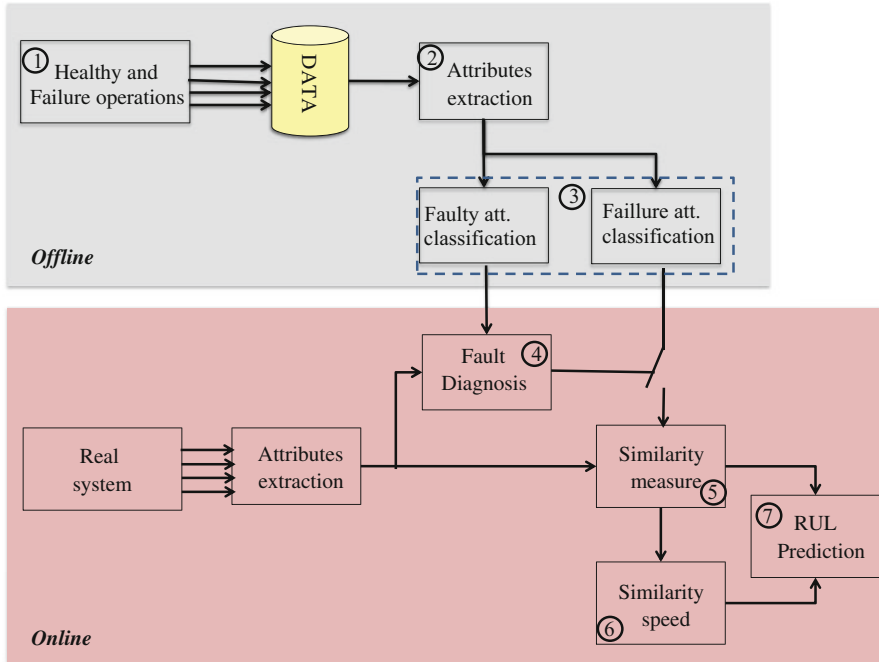 1
Healthy and
Failure operations
DATA
2
Attributes
extraction
3
Faulty att.
classification
Faillure att.
classification
Offline
Fault
Diagnosis
4
Real
system
Attributes
extraction
Similarity
measure
5
7
RUL
Prediction
Similarity
speed
6
Online